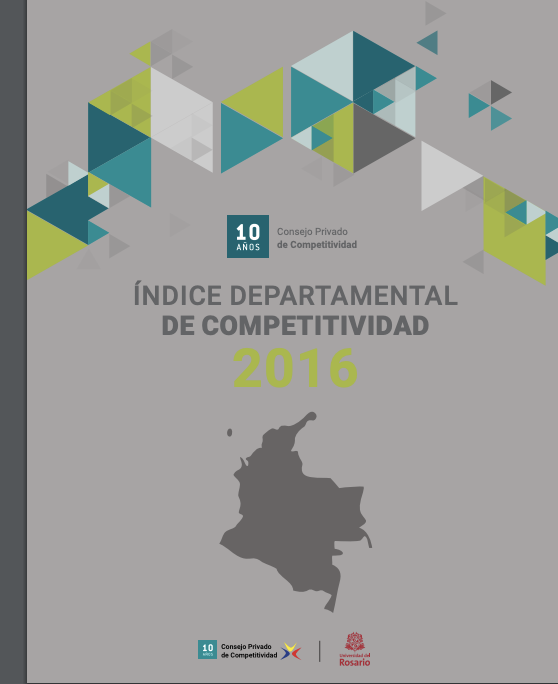 10
AÑOS
Consejo Privado
de Competitividad
ÍNDICE DEPARTAMENTAL
DE COMPETITIVIDAD
2016
10
AÑOS
Consejo Privado
de Competitividad
Universidad del
Rosario